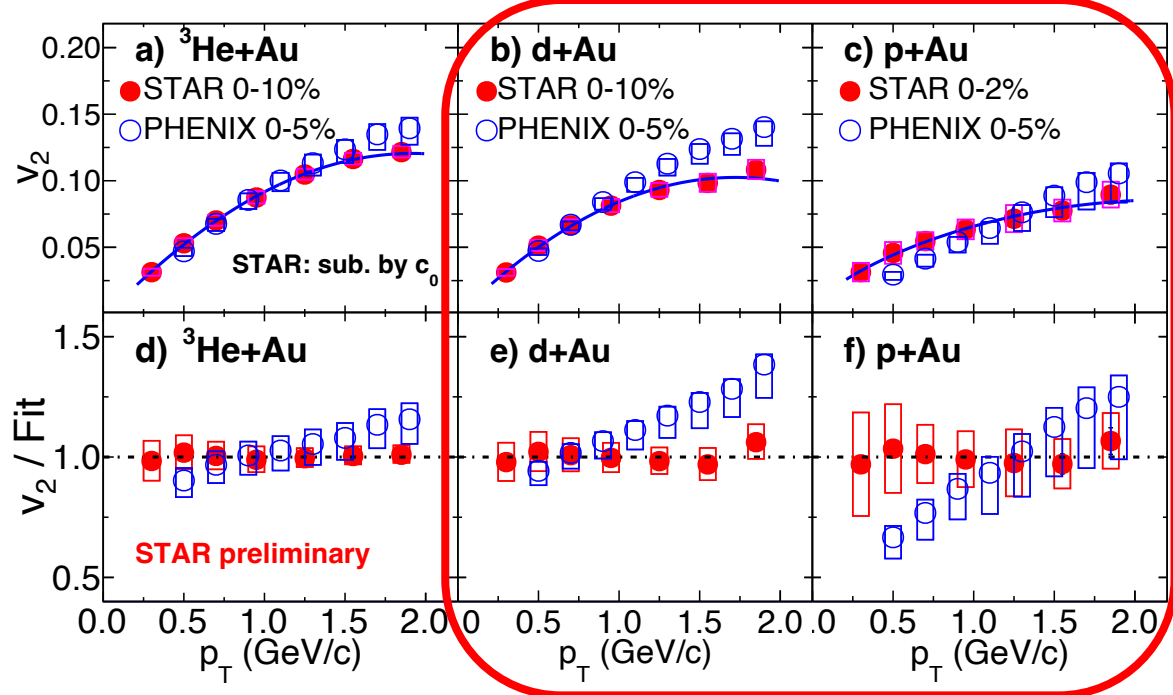 0.20
0.15
0.10
0.05
v2
a) ³He+Au
STAR 0-10%
PHENIX 0-5%
STAR: sub. by c0
b) d+Au
STAR 0-10%
PHENIX 0-5%
c) p+Au
STAR 0-2%
PHENIX 0-5%
1.5
1.0
0.5
v2 / Fit
d) ³He+Au
STAR preliminary
e) d+Au
f) p+Au
0.0 0.5 1.0 1.5 2.0 0.5 1.0 1.5 2.0 0.0 0.5 1.0 1.5 2.0
pT (GeV/c) pT (GeV/c) pT (GeV/c)